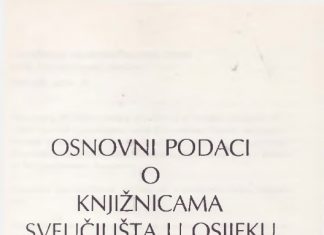 OSNOVNI PODACI
O
KNJIŽNICAMA
SVEUČILIŠTA U OSIJEKU